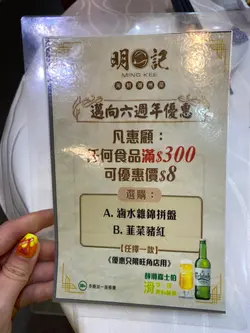 明記
MING KEE
邁向六週年優惠
凡惠顧：
任何食品滿$300
可優惠價$8
選購：
A. 滷水雜錦拼盤
B. 韮菜豬紅
【任擇一款】
《優惠只限旺角店用》